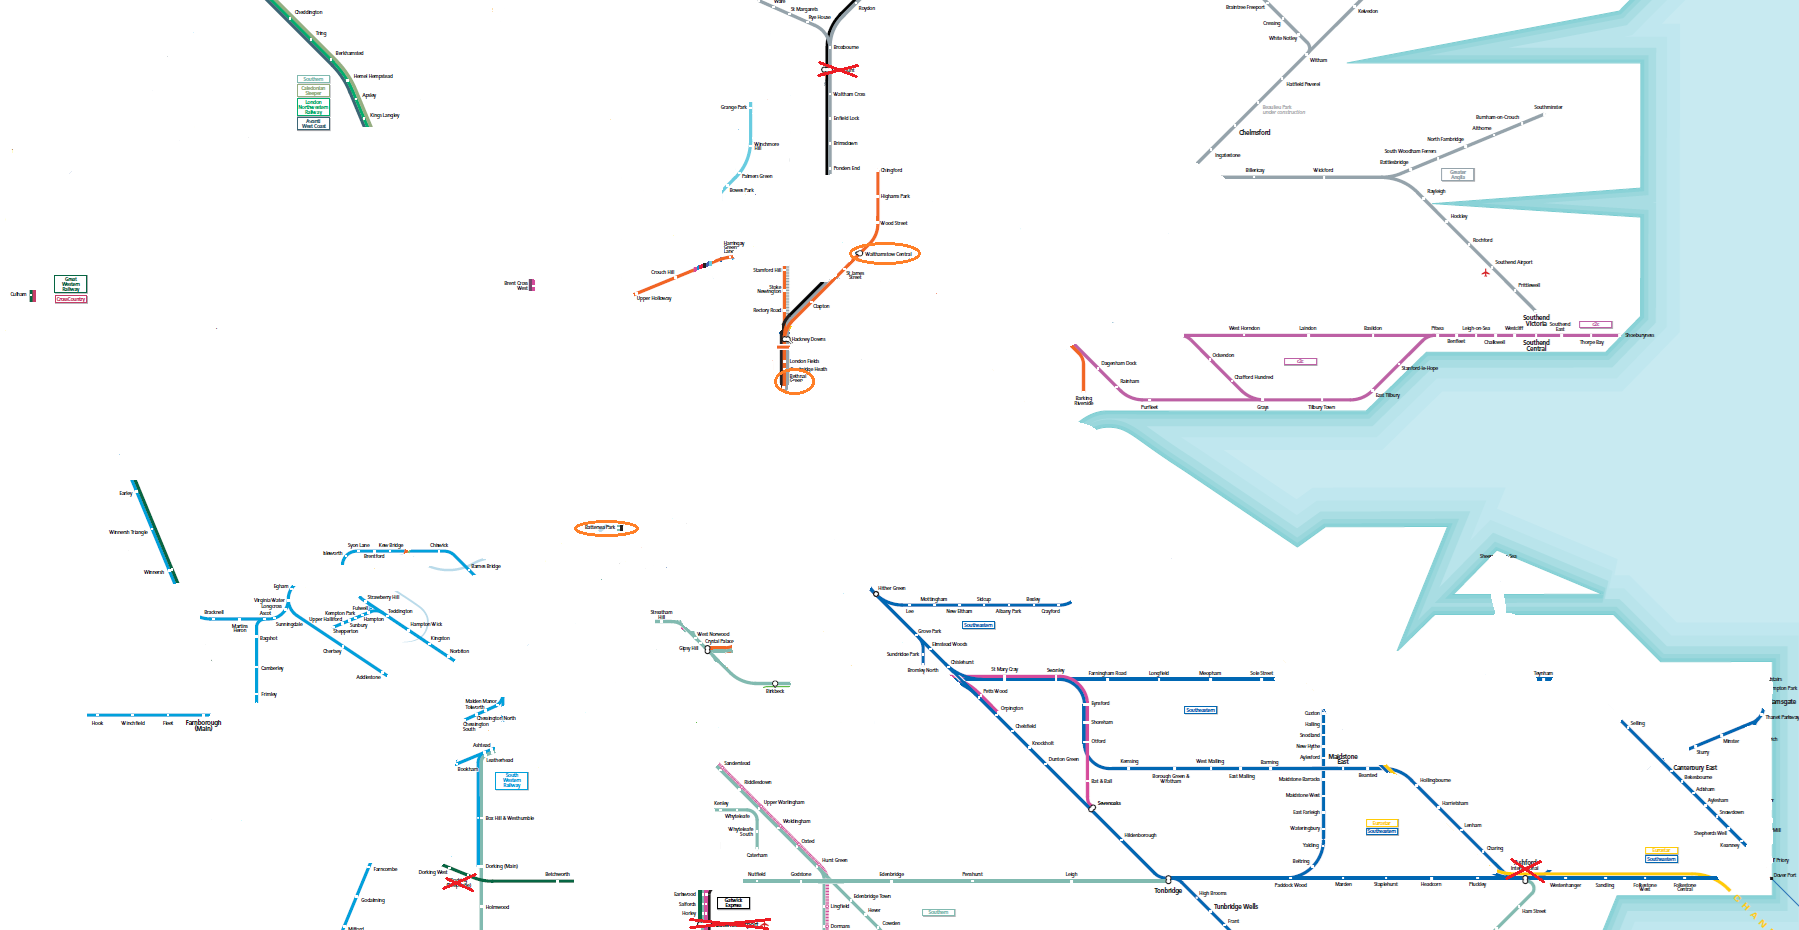 Cheddington
Tring
Berkhamsted
Hemel Hempstead
Apsley
Kings Langley
Southern
Caledonian
Sleeper
London
Northwestern
Railway
Avanti
West Coast
Ware
St Margarets
Rye House
Roydon
Broxbourne
Waltham Cross
Enfield Lock
Brimsdown
Ponders End
Grange Park
Winchmore
Hill
Palmers Green
Bowes Park
Chingford
Highams Park
Wood Street
Walthamstow Central
St James
Street
Harringay
Green
Lanes
Crouch Hill
Upper Holloway
Stamford Hill
Stoke
Newington
Rectory Road
Clapton
Hackney Downs
London Fields
Cambridge Heath
Bethnal
Green
Braintree Freeport
Cressing
White Notley
Kelvedon
Witham
Hatfield Peverel
Beaulieu Park
under construction
Chelmsford
Ingatestone
Billericay
Wickford
Southminster
Burnham-on-Crouch
Althorne
North Fambridge
South Woodham Ferrers
Battlesbridge
Greater
Anglia
Rayleigh
Hockley
Rochford
Southend Airport
Prittlewell
Southend
Victoria
Southend
Central
Southend
East
c2c
Shoeburyness
Thorpe Bay
Westcliff
Chalkwell
Leigh-on-Sea
Benfleet
Pitsea
Basildon
Laindon
West Horndon
Ockendon
c2c
Chafford Hundred
Stanford-le-Hope
East Tilbury
Tilbury Town
Grays
Purfleet
Rainham
Dagenham Dock
Barking
Riverside
Culham
Great
Western
Railway
CrossCountry
Brent Cross
West
Earley
Winnersh Triangle
Winnersh
Battersea Park
Syon Lane
Kew Bridge
Chiswick
Isleworth
Brentford
Barnes Bridge
Egham
Virginia Water
Longcross
Ascot
Sunningdale
Bracknell
Martins
Heron
Bagshot
Camberley
Frimley
Strawberry Hill
Fulwell
Teddington
Kempton Park
Hampton
Upper Halliford
Sunbury
Shepperton
Hampton Wick
Kingston
Norbiton
Chertsey
Addlestone
Hook
Winchfield
Fleet
Farnborough
(Main)
Malden Manor
Tolworth
Chessington North
Chessington
South
Ashtead
Leatherhead
Bookham
South
Western
Railway
Box Hill & Westhumble
Dorking (Main)
Dorking West
Betchworth
Holmwood
Farncombe
Godalming
Milford
Streatham
Hill
West Norwood
Gipsy Hill
Crystal Palace
Birkbeck
Sanderstead
Riddlesdown
Upper Warlingham
Woldingham
Oxted
Hurst Green
Kenley
Whyteleafe
Whyteleafe
South
Caterham
Nutfield
Godstone
Edenbridge
Penshurst
Leigh
Edenbridge Town
Hever
Cowden
Lingfield
Dormans
Southern
Earlswood
Salfords
Horley
Gatwick
Express
Hither Green
Lee
Mottingham
New Eltham
Sidcup
Albany Park
Bexley
Crayford
Southeastern
Grove Park
Elmstead Woods
Sundridge Park
Bromley North
Chislehurst
St Mary Cray
Swanley
Farningham Road
Longfield
Meopham
Sole Street
Petts Wood
Orpington
Chelsfield
Knockholt
Dunton Green
Eynsford
Shoreham
Otford
Bat & Ball
Sevenoaks
Southeastern
Kemsing
Borough Green &
Wrotham
West Malling
East Malling
Barming
Maidstone
East
Bearsted
Hollingbourne
Harrietsham
Lenham
Charing
Cuxton
Halling
Snodland
New Hythe
Aylesford
Maidstone Barracks
Maidstone West
East Farleigh
Wateringbury
Yalding
Beltring
Hildenborough
Tonbridge
Paddock Wood
Marden
Staplehurst
Headcorn
Pluckley
Eurostar
Southeastern
High Brooms
Tunbridge Wells
Frant
Ham Street
Westenhanger
Sandling
Folkestone
West
Folkestone
Central
Eurostar
Southeastern
Teynham
Selling
Canterbury East
Bekesbourne
Adisham
Aylesham
Snowdown
Shepherds Well
Kearsney
Sturry
Minster
Thanet Parkway